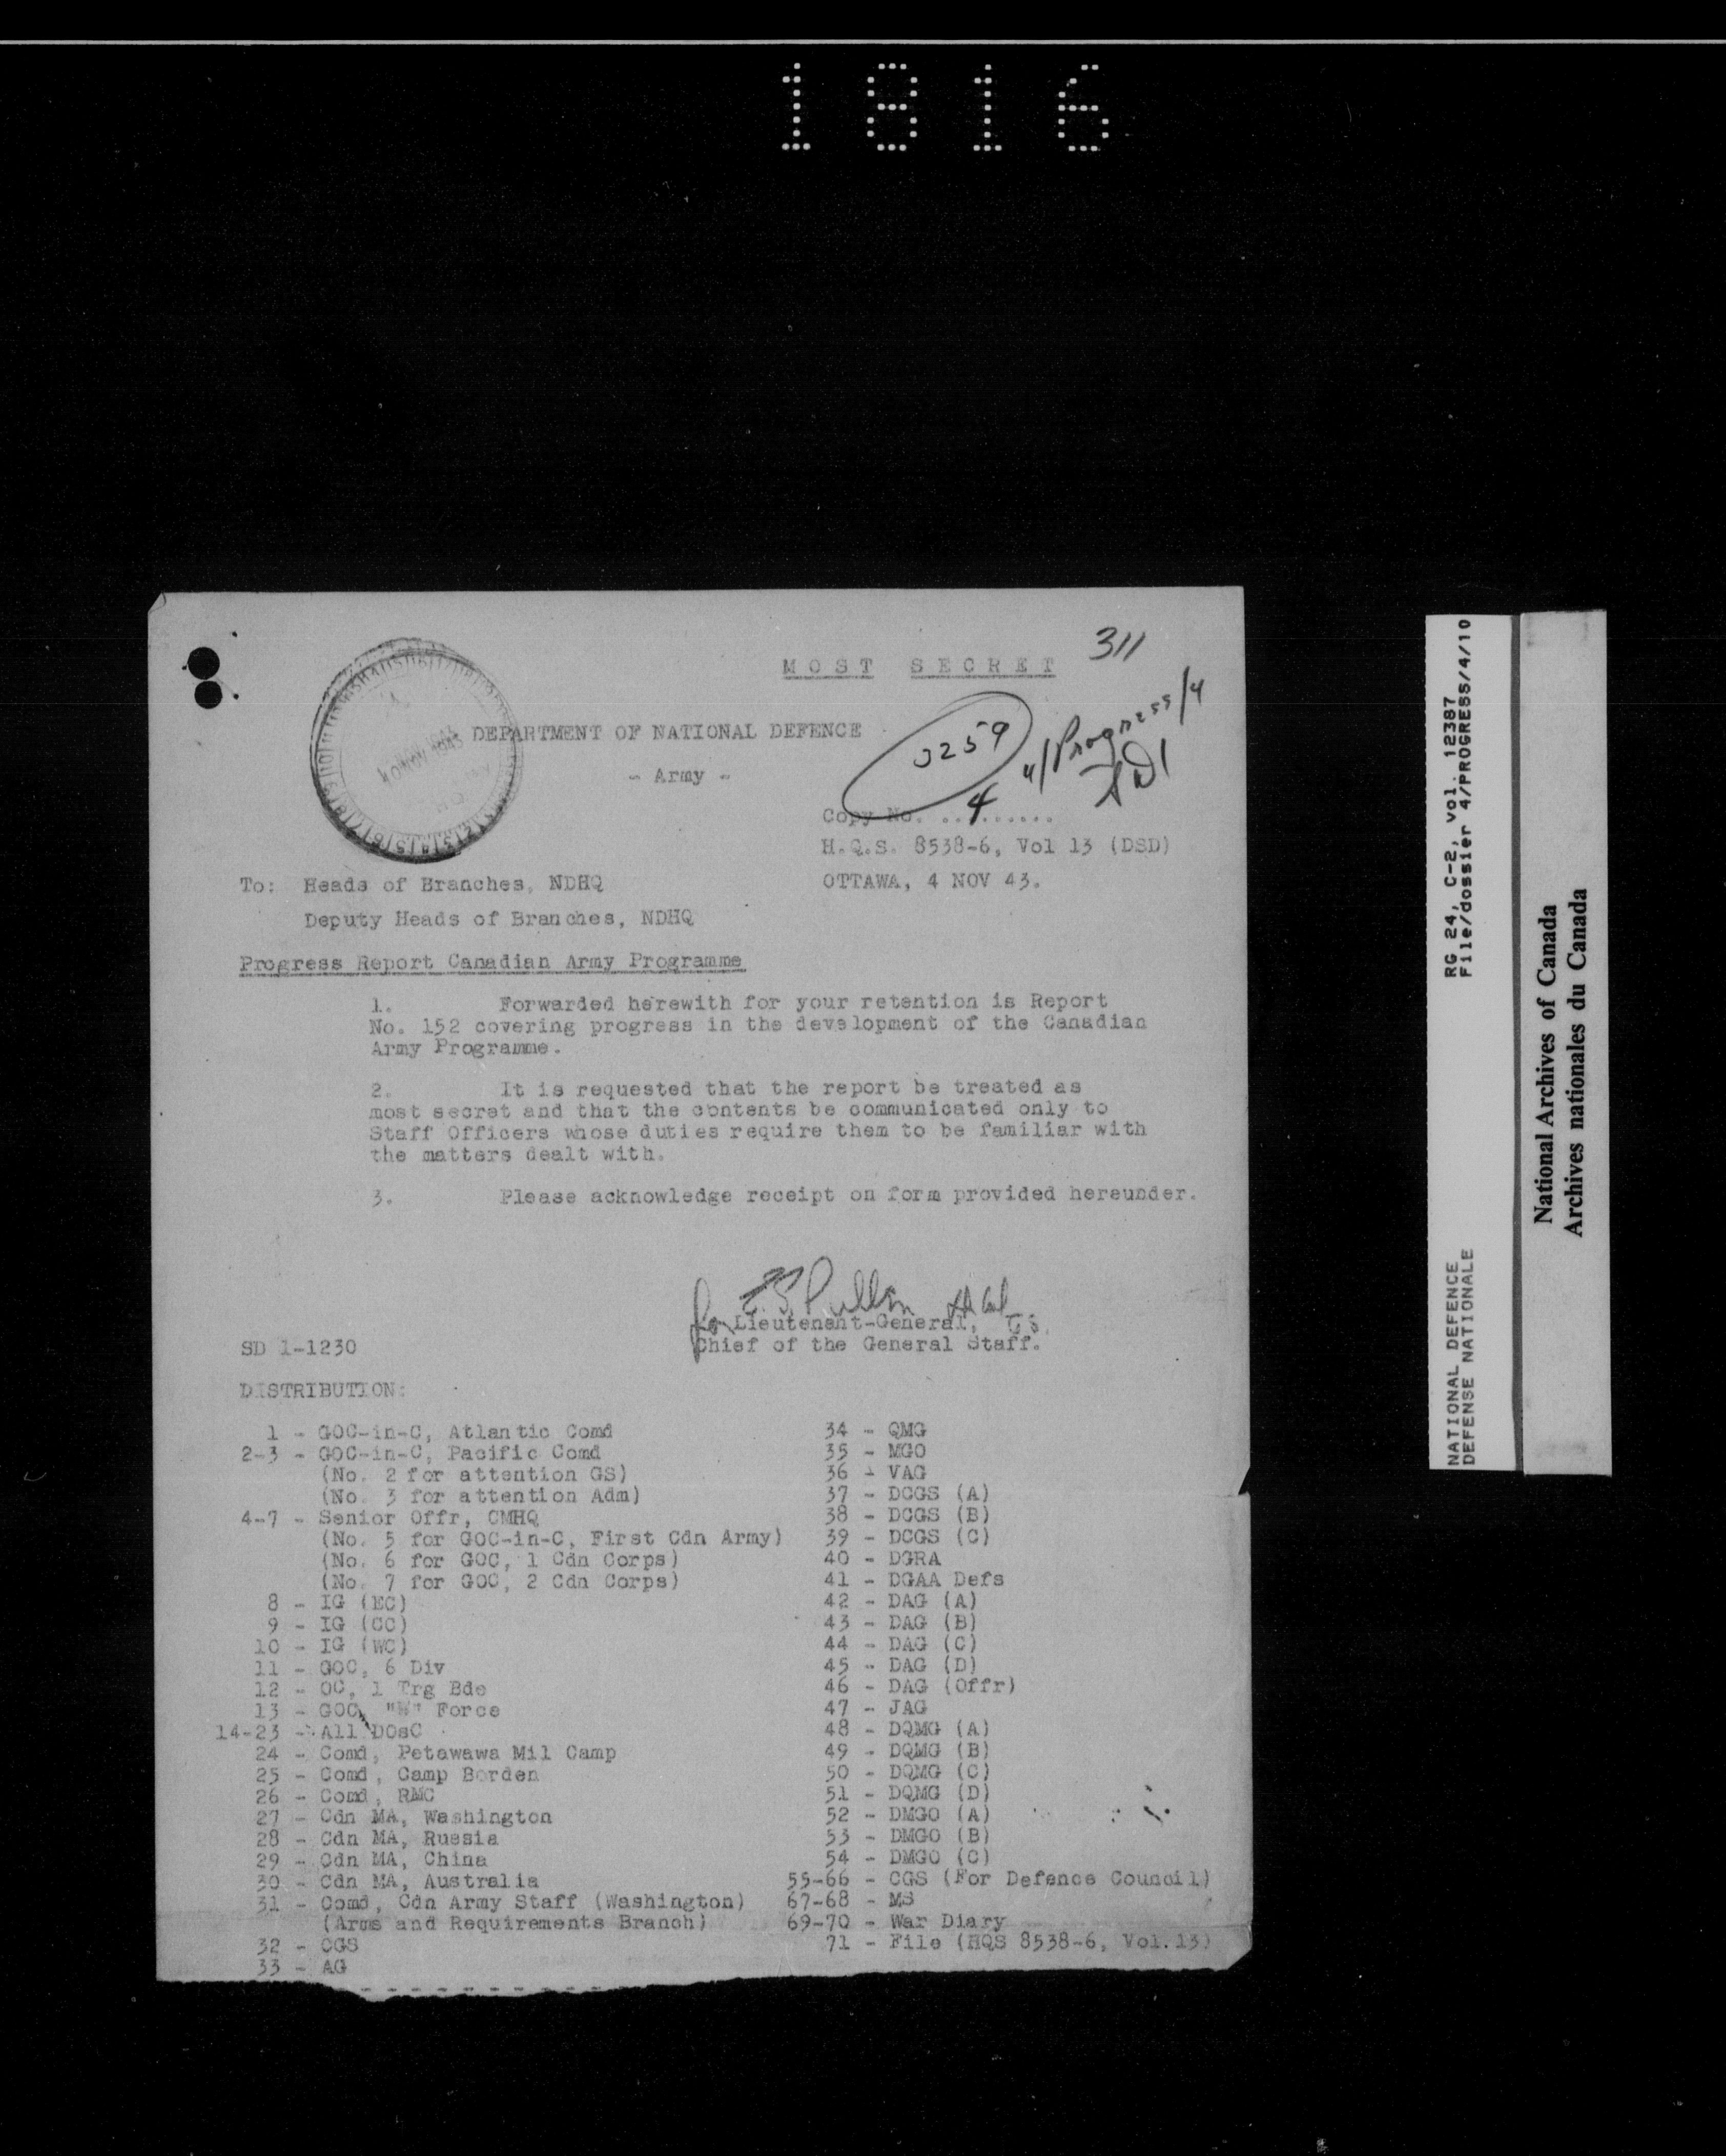 1816
311
MOST SECRET
DEPARTMENT OF NATIONAL DEFENCE
- Army -
4/Progress/4
Copy No. ....4.....
H.Q.S. 8538-6, Vol 13 (DSD)
OTTAWA, 4 NOV 43.
To: Heads of Branches, NDHQ
Deputy Heads of Branches, NDHQ
Progress Report Canadian Army Programme
1. Forwarded herewith for your retention is Report
No. 152 covering progress in the development of the Canadian
Army Programme.
2. It is requested that the report be treated as
most secret and that the contents be communicated only to
Staff Officers whose duties require them to be familiar with
the matters dealt with.
3. Please acknowledge receipt on form provided hereunder.
for Lieutenant-General,
Chief of the General Staff.
SD 1-1230
DISTRIBUTION:
1 - GOC-in-C, Atlantic Comd
2-3 - GOC-in-C, Pacific Comd
(No. 2 for attention GS)
(No. 3 for attention Adm)
4-7 - Senior Offr, CMHQ
(No. 5 for GOC-in-C, First Cdn Army)
(No. 6 for GOC, 1 Cdn Corps)
(No. 7 for GOC, 2 Cdn Corps)
8 - IG (EC)
9 - IG (CC)
10 - IG (WC)
11 - GOC, 6 Div
12 - OC, 1 Trg Bde
13 - GOC, "W" Force
14-23 - All DOsC
24 - Comd, Petawawa Mil Camp
25 - Comd, Camp Borden
26 - Comd, RMC
27 - Cdn MA, Washington
28 - Cdn MA, Russia
29 - Cdn MA, China
30 - Cdn MA, Australia
31 - Comd, Cdn Army Staff (Washington)
(Arms and Requirements Branch)
32 - CGS
33 - AG
34 - QMG
35 - MGO
36 - VAG
37 - DCGS (A)
38 - DCGS (B)
39 - DCGS (C)
40 - DGRA
41 - DGAA Defs
42 - DAG (A)
43 - DAG (B)
44 - DAG (C)
45 - DAG (D)
46 - DAG (Offr)
47 - JAG
48 - DQMG (A)
49 - DQMG (B)
50 - DQMG (C)
51 - DQMG (D)
52 - DMGO (A)
53 - DMGO (B)
54 - DMGO (C)
55-66 - CGS (For Defence Council)
67-68 - MS
69-70 - War Diary
71 - File (HQS 8538-6, Vol.13)
NATIONAL DEFENCE RG 24, C-2, vol. 12387
DEFENSE NATIONALE File/dossier 4/PROGRESS/4/10
National Archives of Canada
Archives nationales du Canada